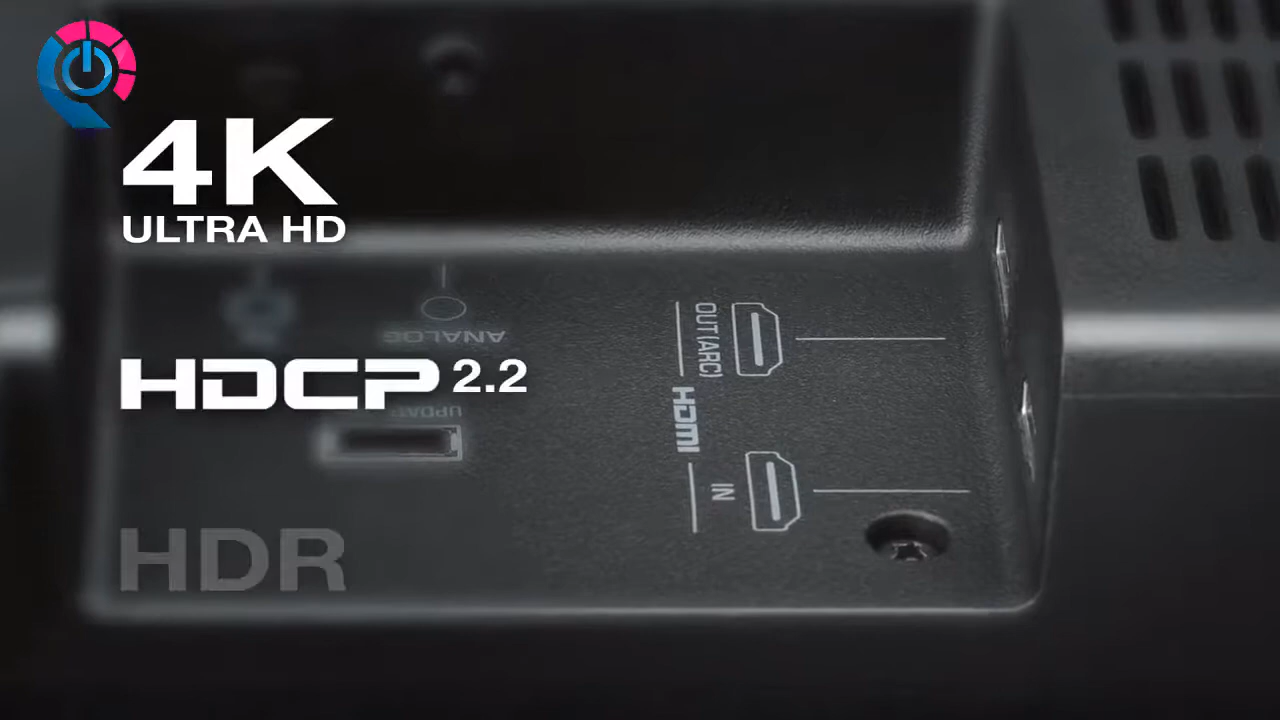 4K
ULTRA HD
ANALOG
OUT(ARC)
HDCP 2.2
HDMI
UPDATE
IN
HDR